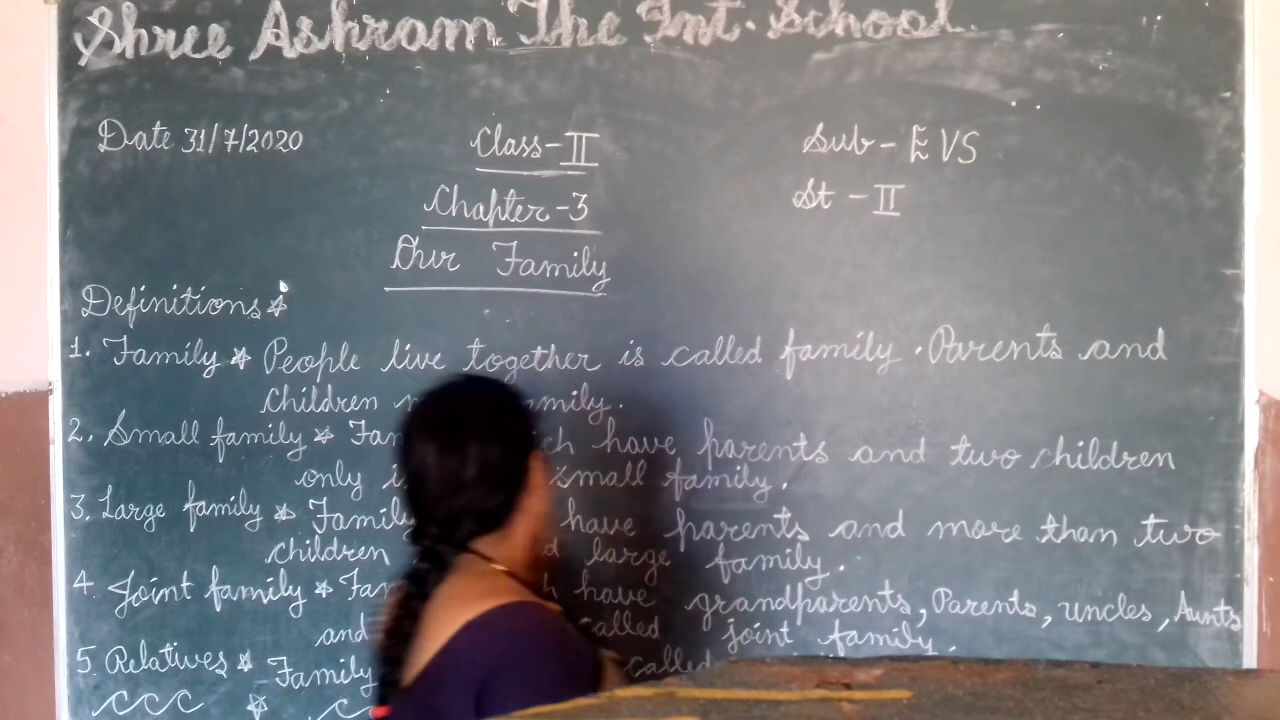 Shree Ashram The Int. School.
Date 31/7/2020 Class-II Sub - EVS
Chapter-3 St - II
Our Family
Definitions *
1. Family * People live together is called family. Parents and
children family.
2. Small family * have parents and two children
only small family.
3. Large family * Family have parents and more than two
children large family.
4. Joint family * have grandparents, Parents, uncles, Aunts
and called joint family.
5. Relatives * Family called